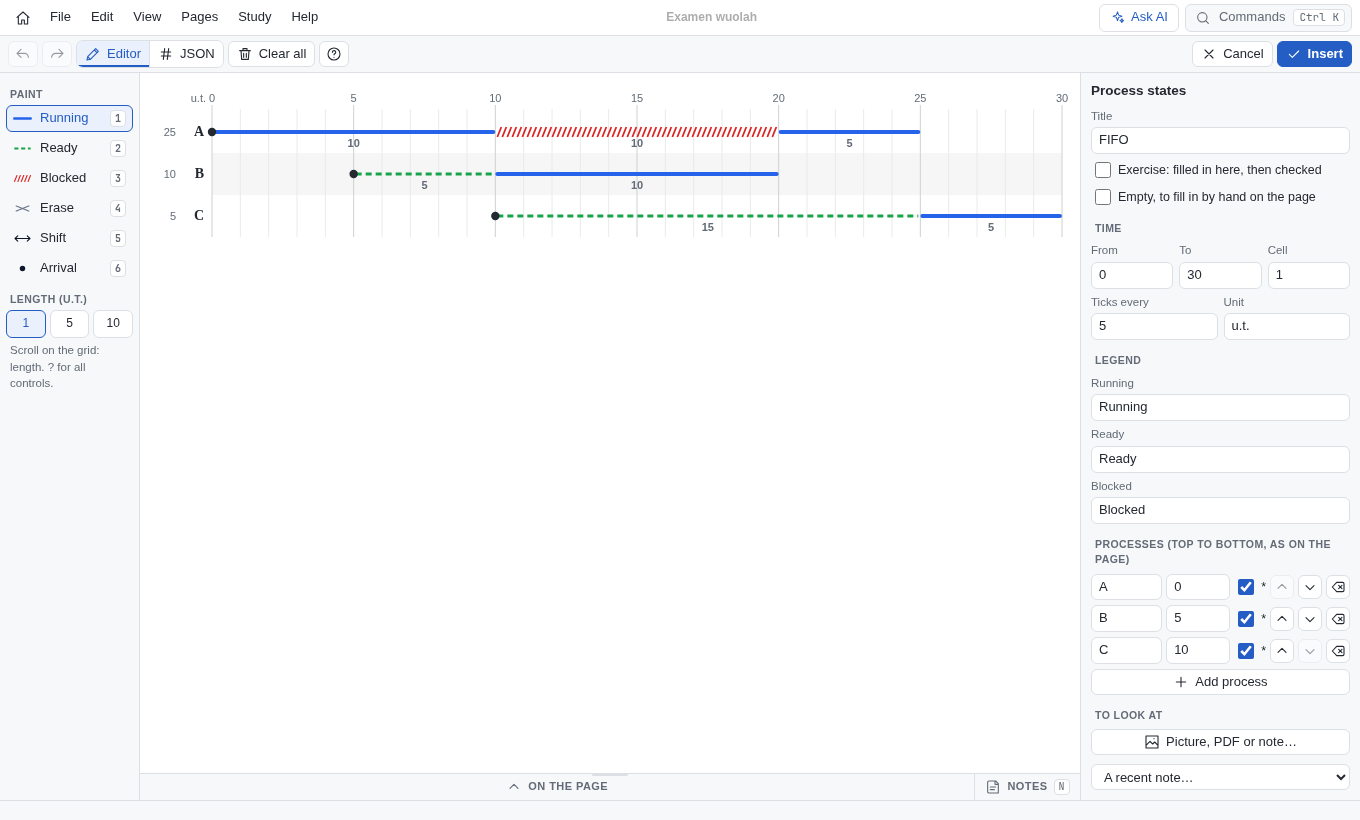 File Edit View Pages Study Help Examen wuolah Ask AI Commands Ctrl K
Editor JSON Clear all Cancel Insert
PAINT
Running 1
Ready 2
Blocked 3
Erase 4
Shift 5
Arrival 6
LENGTH (U.T.)
1 5 10
Scroll on the grid:
length. ? for all
controls.
u.t. 0 5 10 15 20 25 30
25 A
10 10 5
10 B
5 10
5 C
15 5
ON THE PAGE
NOTES N
Process states
Title
FIFO
Exercise: filled in here, then checked
Empty, to fill in by hand on the page
TIME
From To Cell
0 30 1
Ticks every Unit
5 u.t.
LEGEND
Running
Running
Ready
Ready
Blocked
Blocked
PROCESSES (TOP TO BOTTOM, AS ON THE
PAGE)
A 0 *
B 5 *
C 10 *
Add process
TO LOOK AT
Picture, PDF or note…
A recent note…